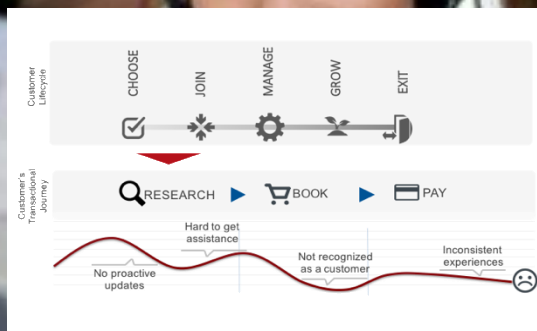 Customer
Lifecycle
CHOOSE
JOIN
MANAGE
GROW
EXIT
Customer's
Transactional
Journey
RESEARCH
BOOK
PAY
Hard to get
assistance
No proactive
updates
Not recognized
as a customer
Inconsistent
experiences